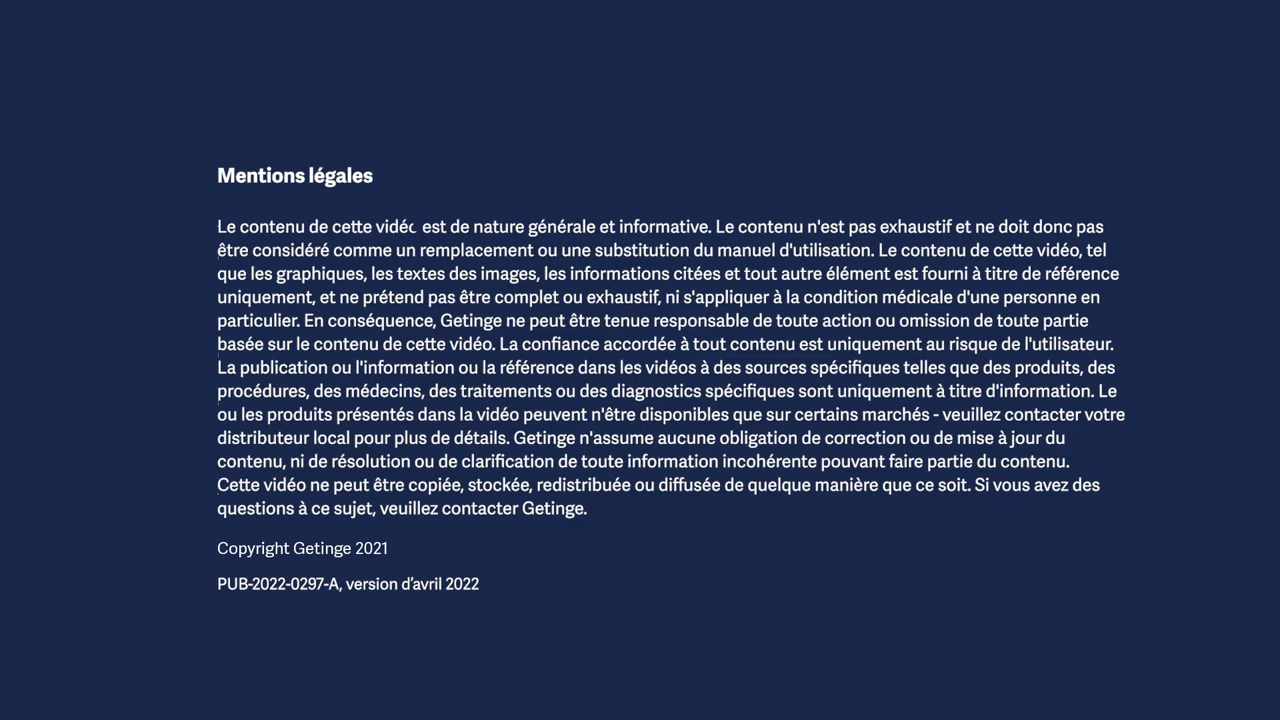 Mentions légales
Le contenu de cette vidéo est de nature générale et informative. Le contenu n'est pas exhaustif et ne doit donc pas
être considéré comme un remplacement ou une substitution du manuel d'utilisation. Le contenu de cette vidéo, tel
que les graphiques, les textes des images, les informations citées et tout autre élément est fourni à titre de référence
uniquement, et ne prétend pas être complet ou exhaustif, ni s'appliquer à la condition médicale d'une personne en
particulier. En conséquence, Getinge ne peut être tenue responsable de toute action ou omission de toute partie
basée sur le contenu de cette vidéo. La confiance accordée à tout contenu est uniquement au risque de l'utilisateur.
La publication ou l'information ou la référence dans les vidéos à des sources spécifiques telles que des produits, des
procédures, des médecins, des traitements ou des diagnostics spécifiques sont uniquement à titre d'information. Le
ou les produits présentés dans la vidéo peuvent n'être disponibles que sur certains marchés - veuillez contacter votre
distributeur local pour plus de détails. Getinge n'assume aucune obligation de correction ou de mise à jour du
contenu, ni de résolution ou de clarification de toute information incohérente pouvant faire partie du contenu.
Cette vidéo ne peut être copiée, stockée, redistribuée ou diffusée de quelque manière que ce soit. Si vous avez des
questions à ce sujet, veuillez contacter Getinge.
Copyright Getinge 2021
PUB-2022-0297-A, version d’avril 2022